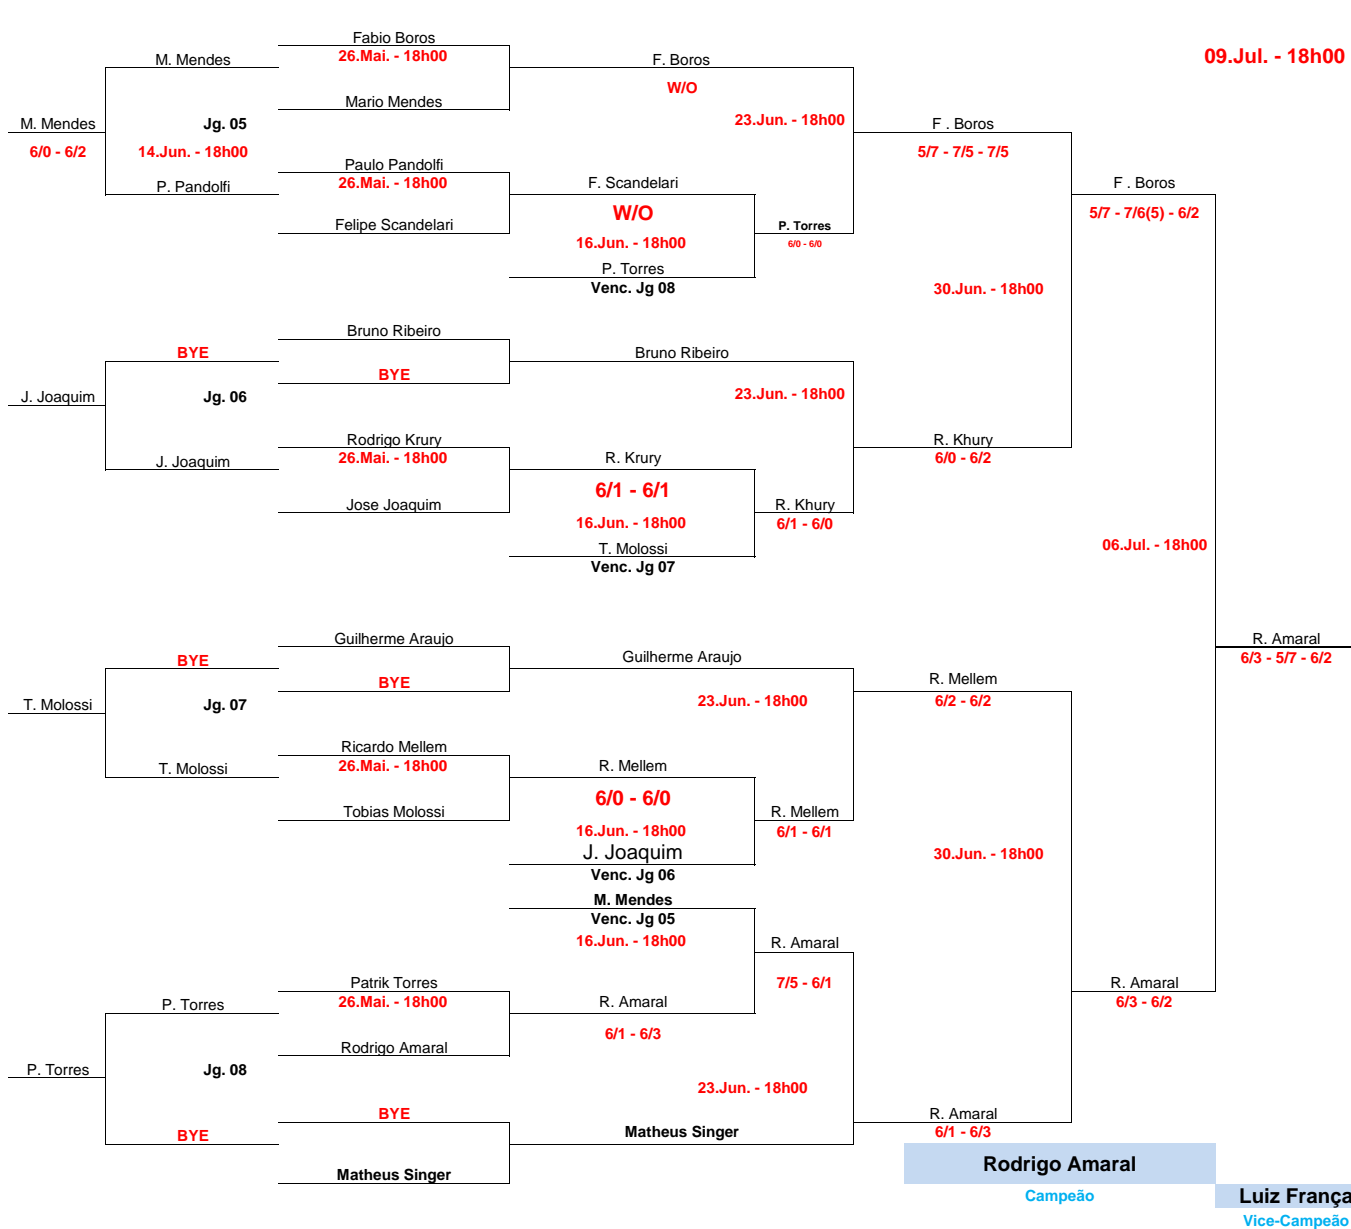 Fabio Boros
M. Mendes
26.Mai. - 18h00
F. Boros
09.Jul. - 18h00
W/O
Mario Mendes
M. Mendes
Jg. 05
23.Jun. - 18h00
F . Boros
6/0 - 6/2
14.Jun. - 18h00
5/7 - 7/5 - 7/5
Paulo Pandolfi
P. Pandolfi
26.Mai. - 18h00
F. Scandelari
F . Boros
W/O
5/7 - 7/6(5) - 6/2
Felipe Scandelari
P. Torres
16.Jun. - 18h00
6/0 - 6/0
P. Torres
Venc. Jg 08
30.Jun. - 18h00
Bruno Ribeiro
BYE
Bruno Ribeiro
BYE
J. Joaquim
Jg. 06
23.Jun. - 18h00
Rodrigo Krury
R. Khury
J. Joaquim
26.Mai. - 18h00
R. Krury
6/0 - 6/2
6/1 - 6/1
Jose Joaquim
R. Khury
16.Jun. - 18h00
6/1 - 6/0
T. Molossi
06.Jul. - 18h00
Venc. Jg 07
Guilherme Araujo
R. Amaral
BYE
Guilherme Araujo
6/3 - 5/7 - 6/2
BYE
R. Mellem
T. Molossi
Jg. 07
23.Jun. - 18h00
6/2 - 6/2
Ricardo Mellem
T. Molossi
26.Mai. - 18h00
R. Mellem
6/0 - 6/0
Tobias Molossi
R. Mellem
16.Jun. - 18h00
6/1 - 6/1
J. Joaquim
30.Jun. - 18h00
Venc. Jg 06
M. Mendes
Venc. Jg 05
16.Jun. - 18h00
R. Amaral
Patrik Torres
7/5 - 6/1
R. Amaral
P. Torres
26.Mai. - 18h00
R. Amaral
6/3 - 6/2
6/1 - 6/3
Rodrigo Amaral
P. Torres
Jg. 08
23.Jun. - 18h00
BYE
R. Amaral
BYE
Matheus Singer
6/1 - 6/3
Matheus Singer
Rodrigo Amaral
Campeão
Luiz França
Vice-Campeão